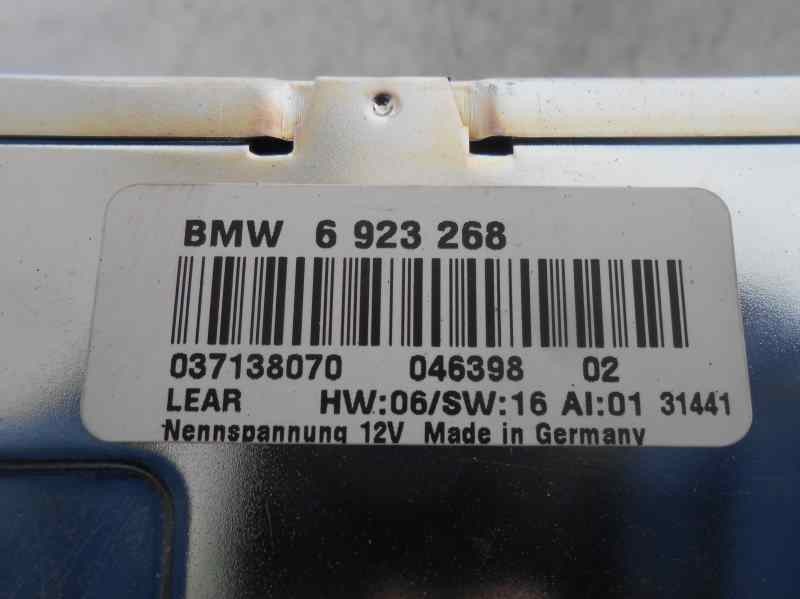 BMW 6 923 268
037138070 046398 02
LEAR HW:06/SW:16 AI:01 31441
Nennspannung 12V Made in Germany